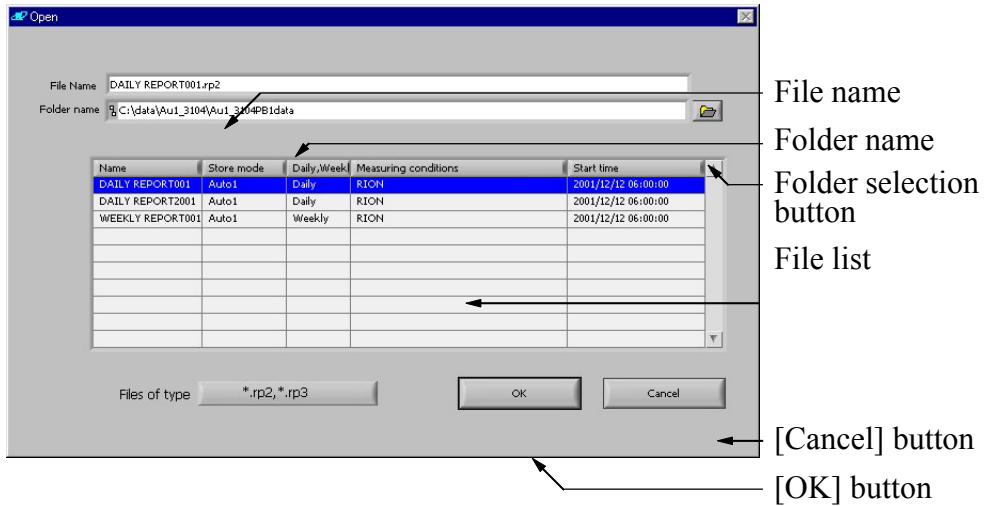 Open
File Name DAILY REPORT001.rp2
Folder name C:\data\Au1_3104\Au1_3104PB1data
File name
Folder name
Folder selection
button
File list
Name Store mode Daily,Weekl Measuring conditions Start time
DAILY REPORT001 Auto1 Daily RION 2001/12/12 06:00:00
DAILY REPORT2001 Auto1 Daily RION 2001/12/12 06:00:00
WEEKLY REPORT001 Auto1 Weekly RION 2001/12/12 06:00:00
Files of type *.rp2,*.rp3 OK Cancel
[Cancel] button
[OK] button